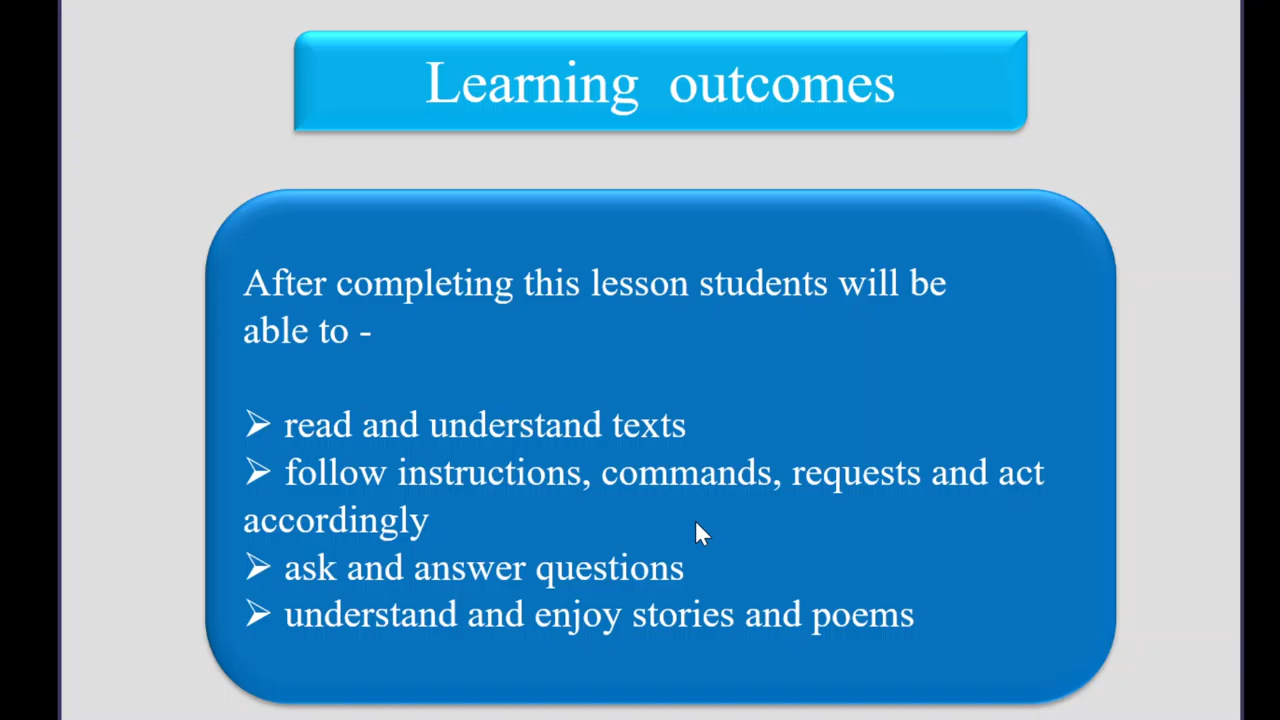 Learning outcomes
After completing this lesson students will be
able to -
➢ read and understand texts
➢ follow instructions, commands, requests and act
accordingly
➢ ask and answer questions
➢ understand and enjoy stories and poems